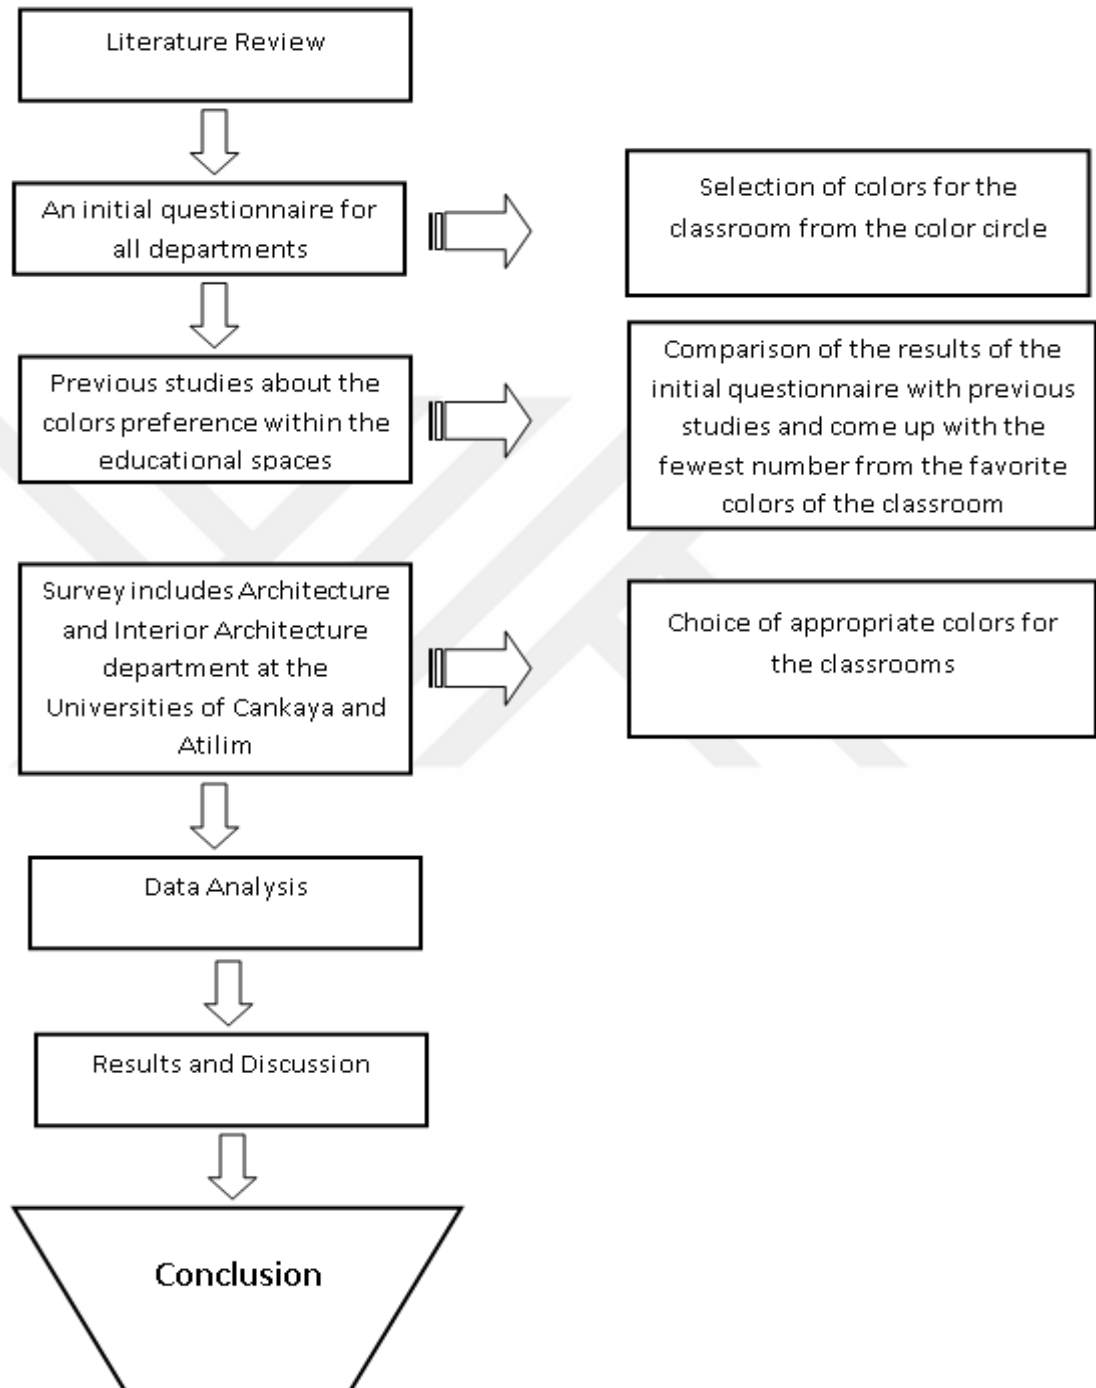 Literature Review
An initial questionnaire for
all departments
Selection of colors for the
classroom from the color circle
Previous studies about the
colors preference within the
educational spaces
Comparison of the results of the
initial questionnaire with previous
studies and come up with the
fewest number from the favorite
colors of the classroom
Survey includes Architecture
and Interior Architecture
department at the
Universities of Cankaya and
Atilim
Choice of appropriate colors for
the classrooms
Data Analysis
Results and Discussion
Conclusion